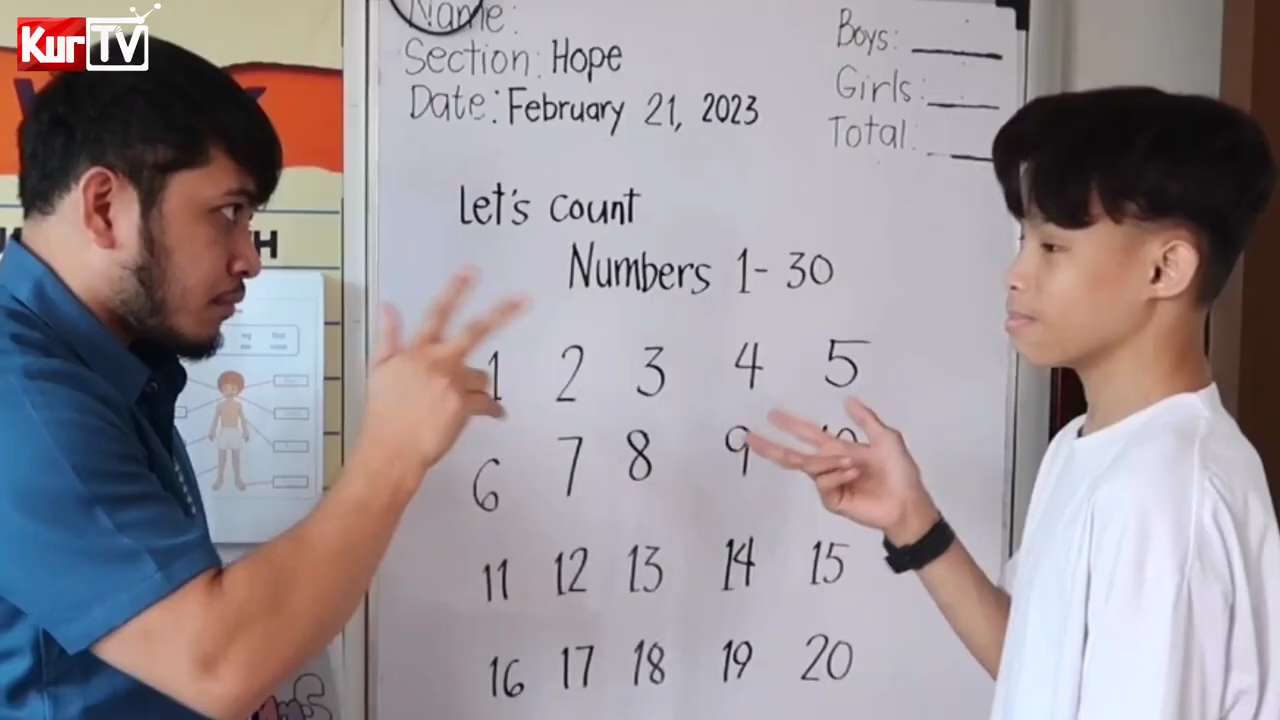 KurTV
Name:
Section: Hope
Date: February 21, 2023
Boys:
Girls:
Total:
Let's count
Numbers 1- 30
1 2 3 4 5
6 7 8 9 10
11 12 13 14 15
16 17 18 19 20